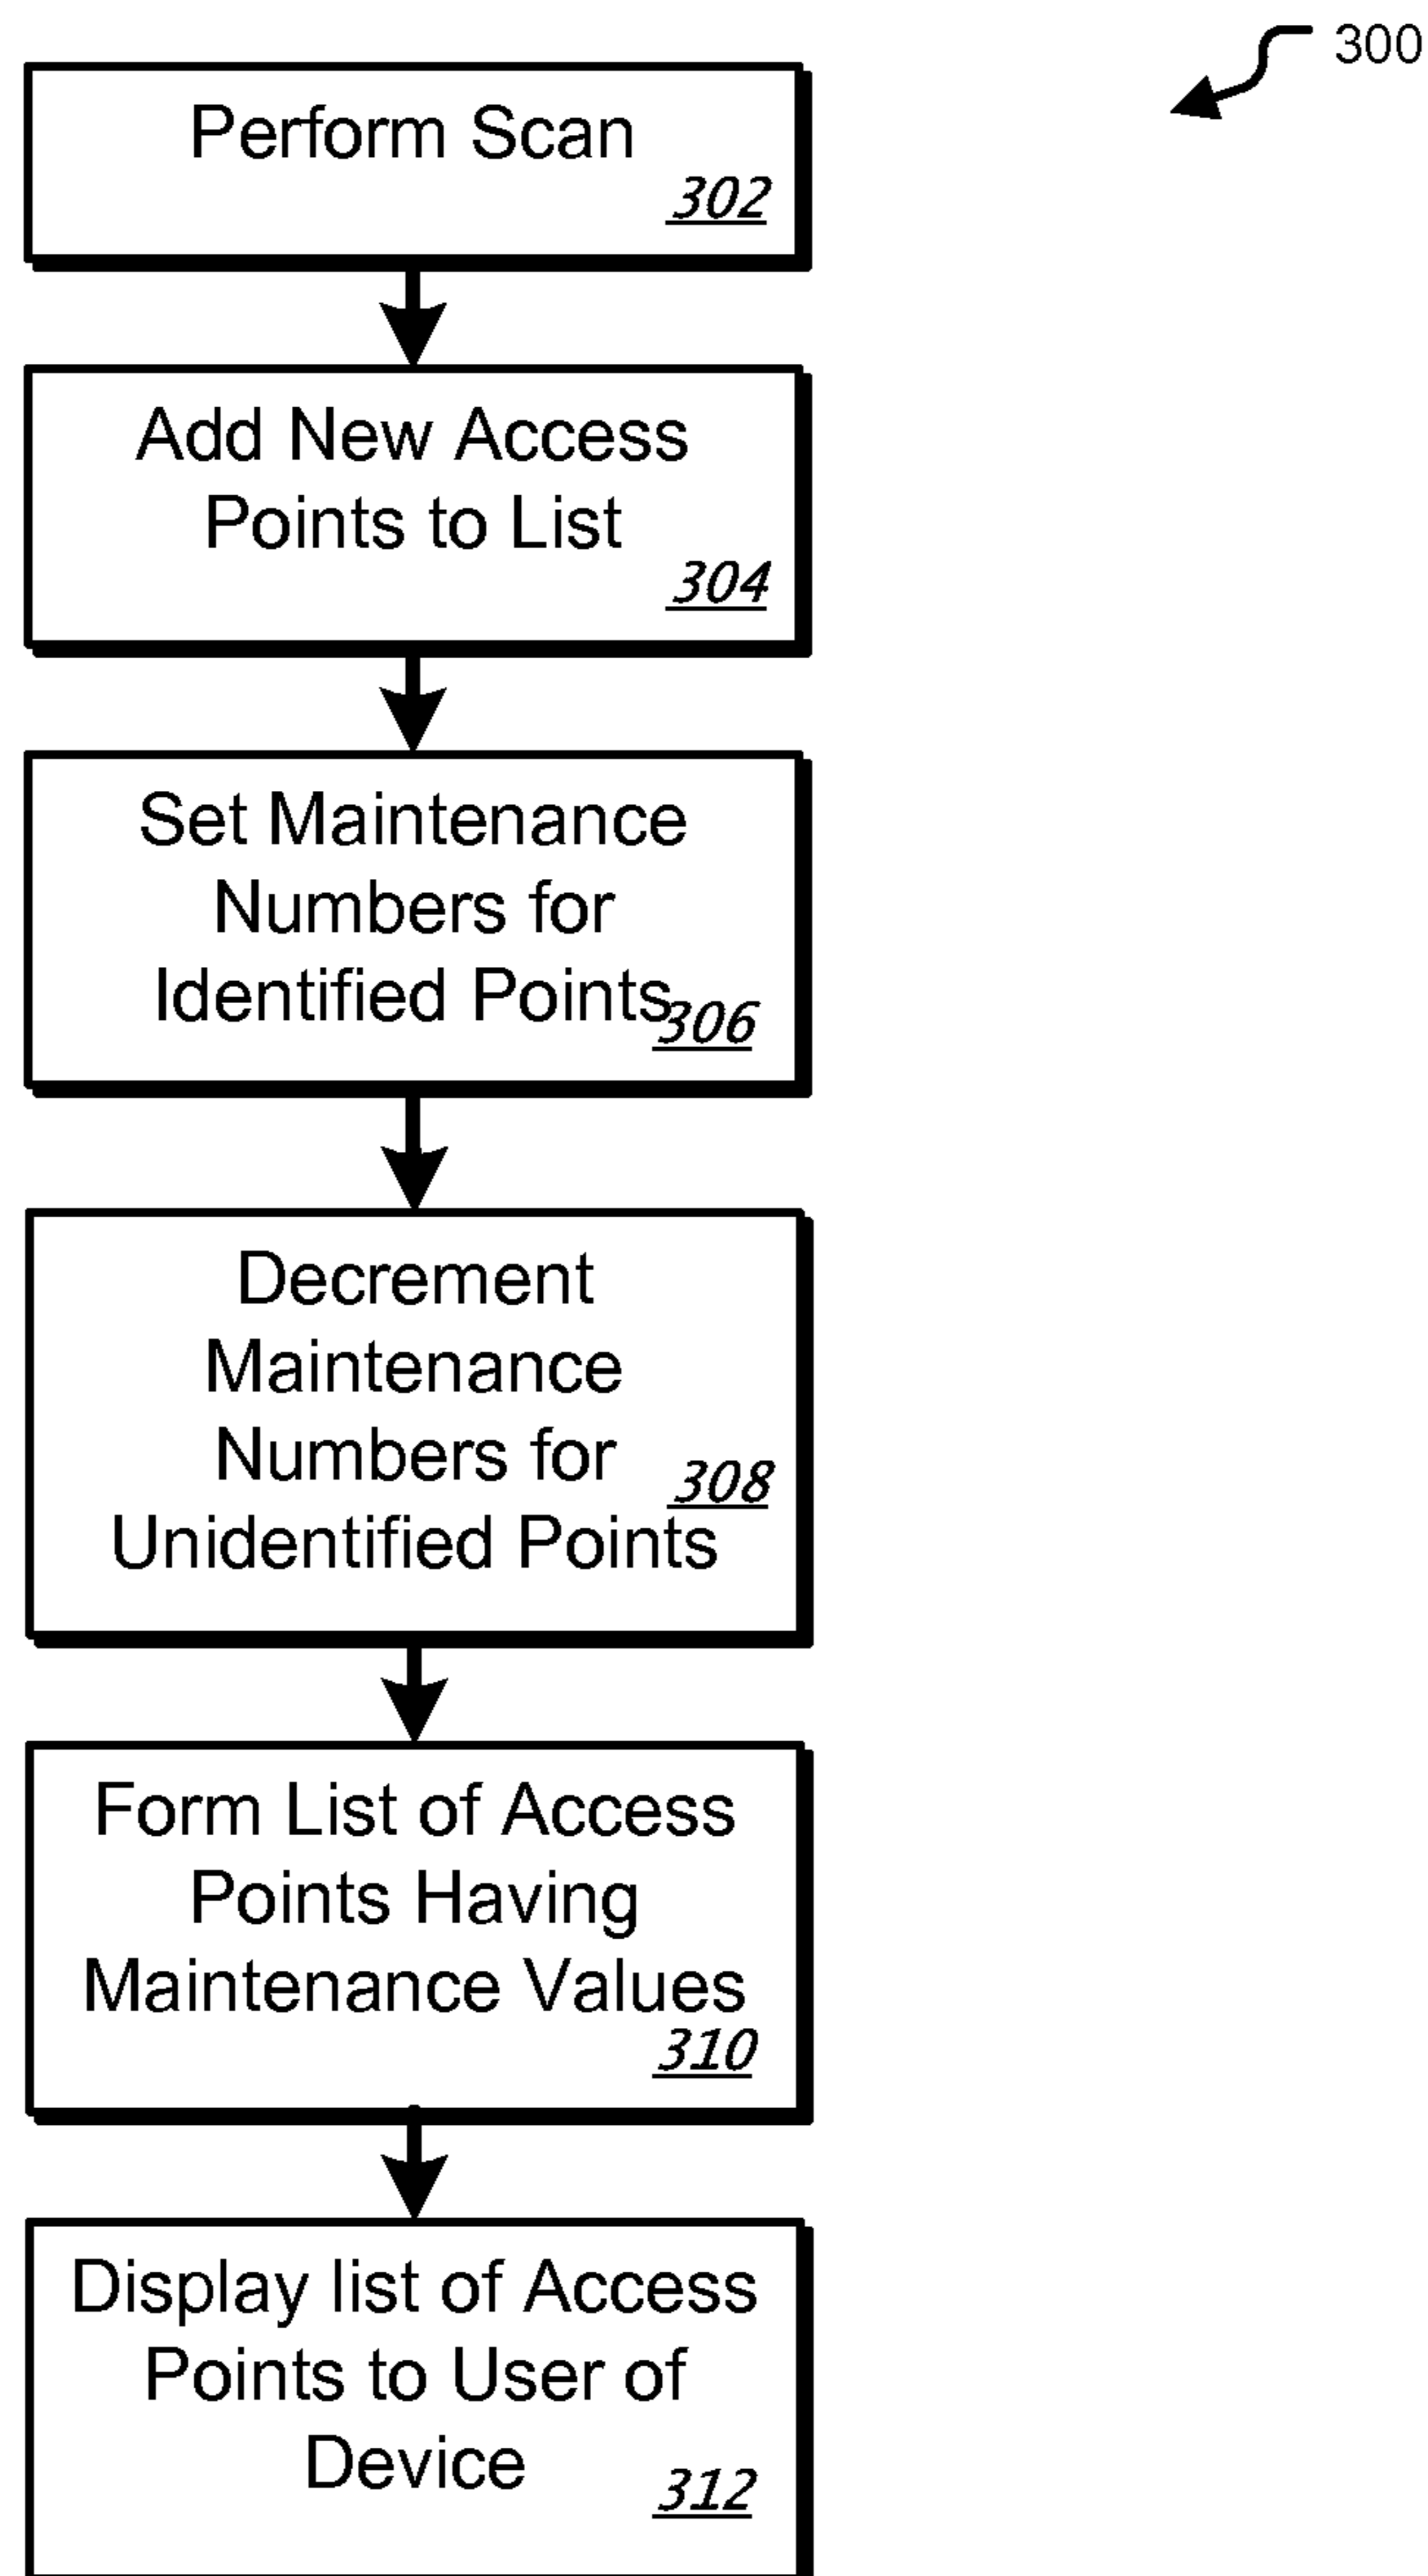 300
Perform Scan
302
Add New Access
Points to List
304
Set Maintenance
Numbers for
Identified Points
306
Decrement
Maintenance
Numbers for
308
Unidentified Points
Form List of Access
Points Having
Maintenance Values
310
Display list of Access
Points to User of
Device
312